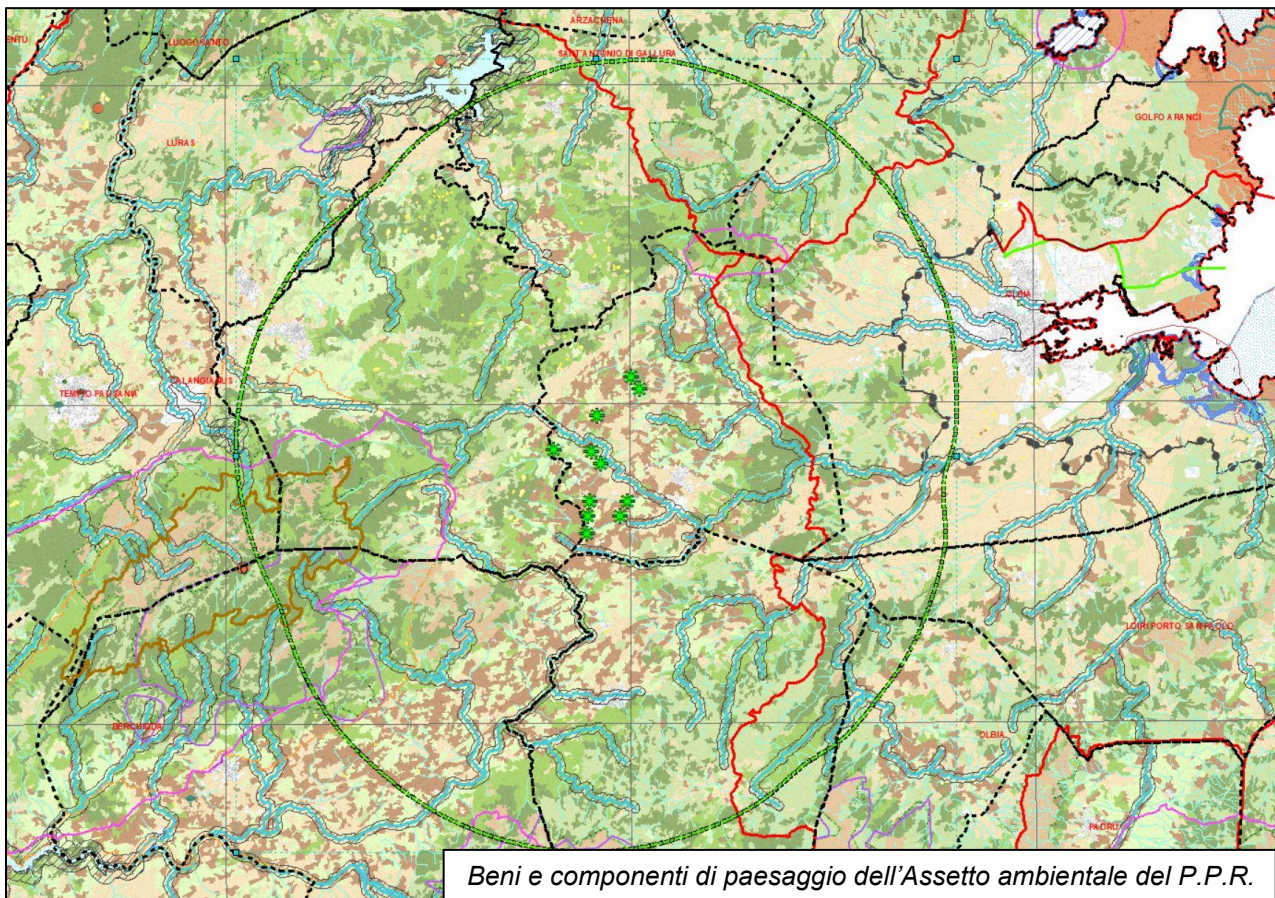 ARZACHENA
ENTU
LUOGOSANTO
SANT'ANTONIO DI GALLURA
GOLFO ARANCI
LURAS
OLBIA
TEMPIO PAUSANIA
CALANGIANUS
LOIRI PORTO SAN PAOLO
BERCHIDDA
OLBIA
PADRU
Beni e componenti di paesaggio dell'Assetto ambientale del P.P.R.